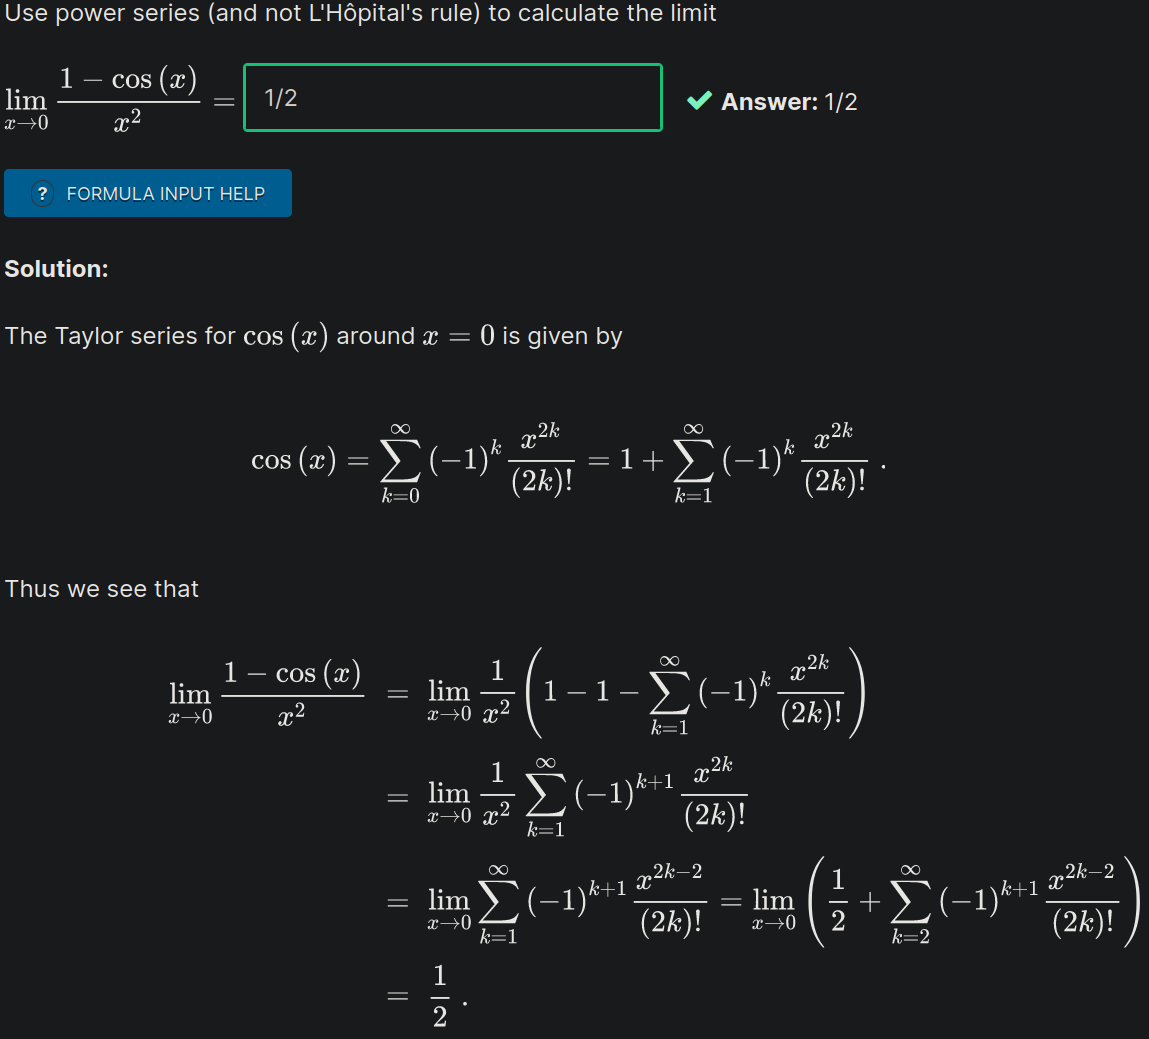 Use power series (and not L'Hôpital's rule) to calculate the limit
$\lim_{x \to 0} \frac{1 - \cos(x)}{x^2} =$ 1/2 ✔ Answer: 1/2
? FORMULA INPUT HELP
Solution:
The Taylor series for $\cos(x)$ around $x = 0$ is given by
$\cos(x) = \sum_{k=0}^{\infty} (-1)^k \frac{x^{2k}}{(2k)!} = 1 + \sum_{k=1}^{\infty} (-1)^k \frac{x^{2k}}{(2k)!}\,.$
Thus we see that
$\lim_{x \to 0} \frac{1 - \cos(x)}{x^2} = \lim_{x \to 0} \frac{1}{x^2} \left( 1 - 1 - \sum_{k=1}^{\infty} (-1)^k \frac{x^{2k}}{(2k)!} \right)$
$= \lim_{x \to 0} \frac{1}{x^2} \sum_{k=1}^{\infty} (-1)^{k+1} \frac{x^{2k}}{(2k)!}$
$= \lim_{x \to 0} \sum_{k=1}^{\infty} (-1)^{k+1} \frac{x^{2k-2}}{(2k)!} = \lim_{x \to 0} \left( \frac{1}{2} + \sum_{k=2}^{\infty} (-1)^{k+1} \frac{x^{2k-2}}{(2k)!} \right)$
$= \frac{1}{2}\,.$